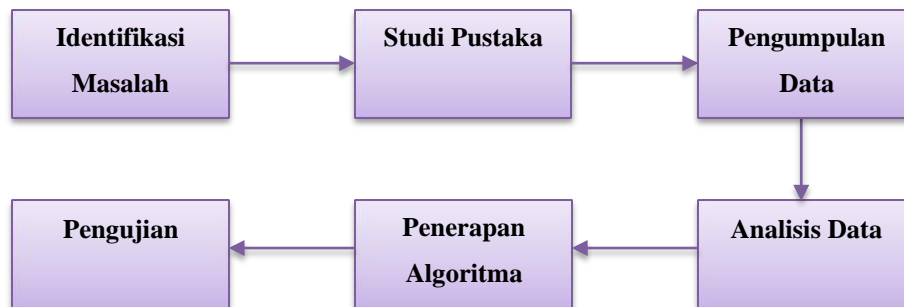 Identifikasi
Masalah
Studi Pustaka
Pengumpulan
Data
Analisis Data
Penerapan
Algoritma
Pengujian